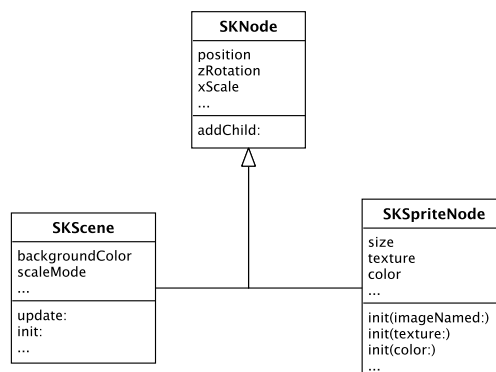 SKNode
position
zRotation
xScale
...
addChild:
SKScene
backgroundColor
scaleMode
...
update:
init:
...
SKSpriteNode
size
texture
color
...
init(imageNamed:)
init(texture:)
init(color:)
...